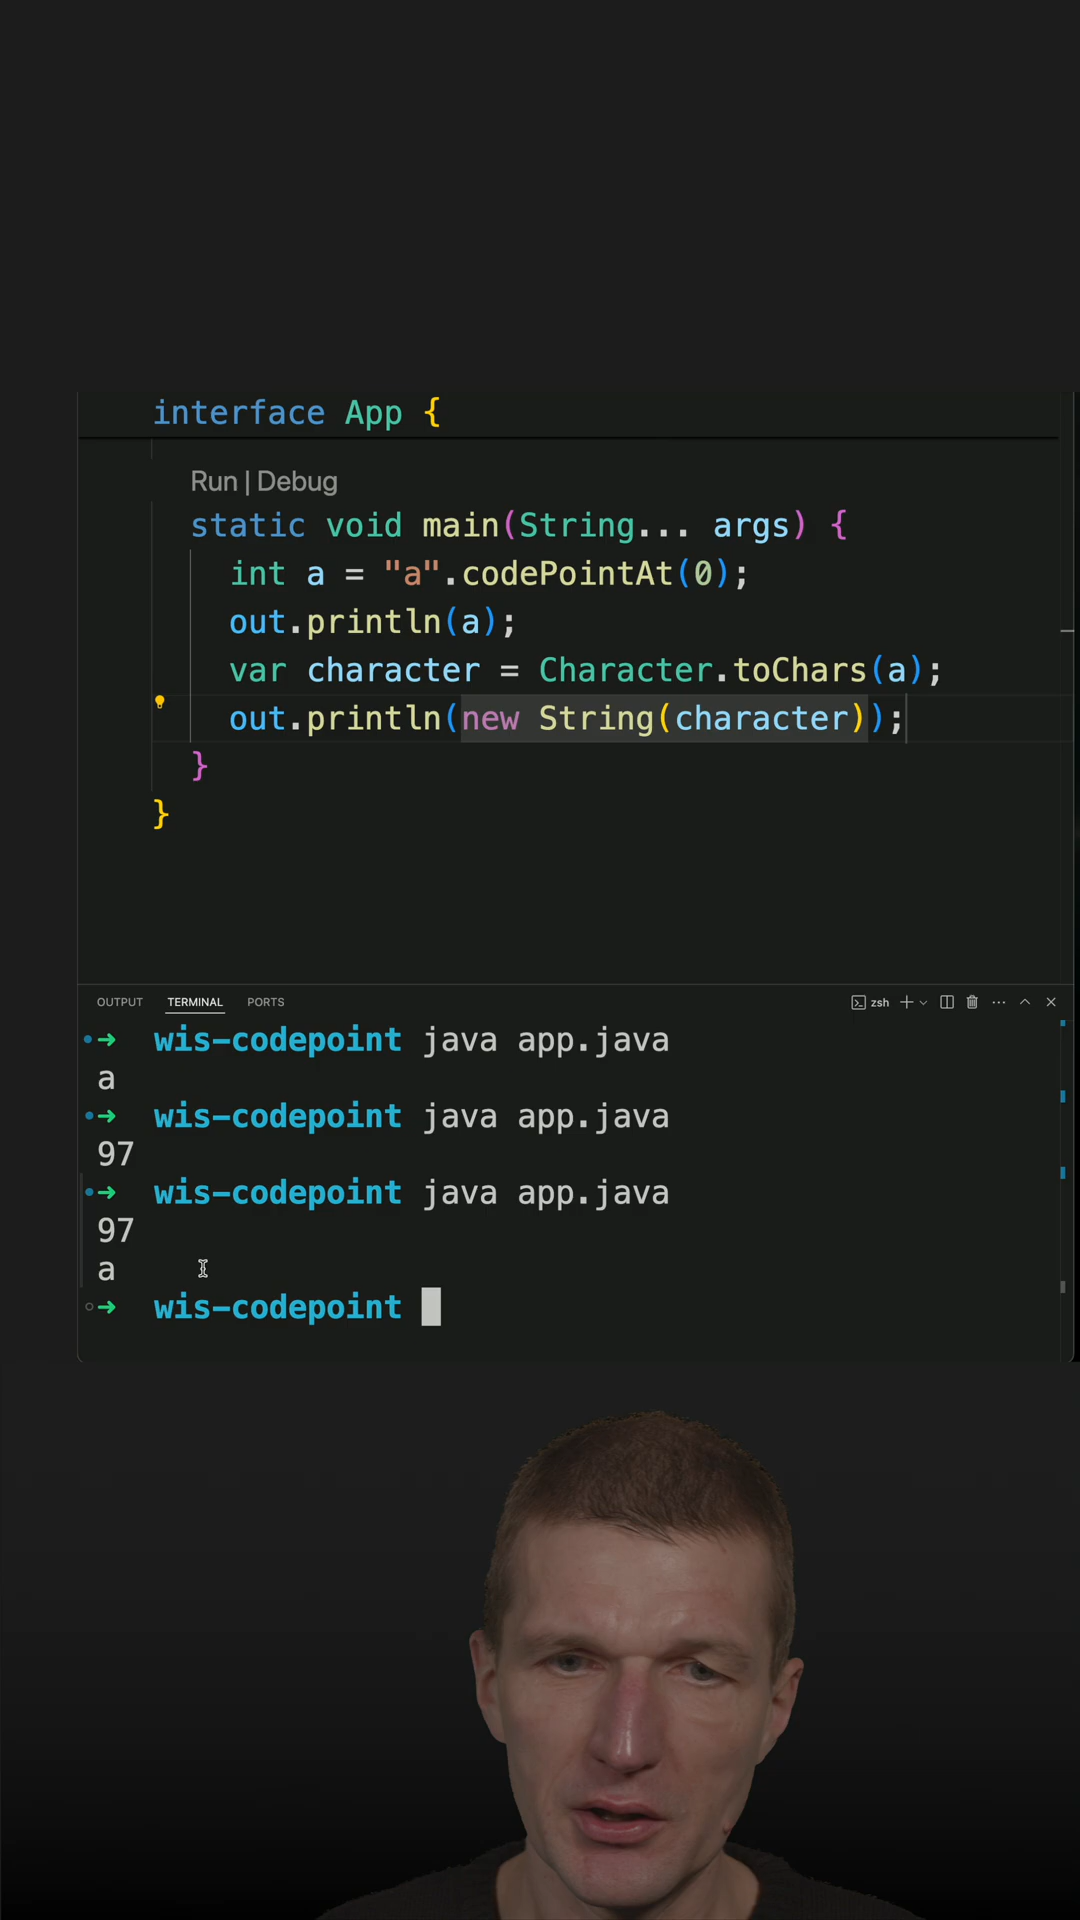 interface App {
Run | Debug
static void main(String... args) {
int a = "a".codePointAt(0);
out.println(a);
var character = Character.toChars(a);
out.println(new String(character));
}
}
OUTPUT TERMINAL PORTS zsh
➜ wis-codepoint java app.java
a
➜ wis-codepoint java app.java
97
➜ wis-codepoint java app.java
97
a
➜ wis-codepoint